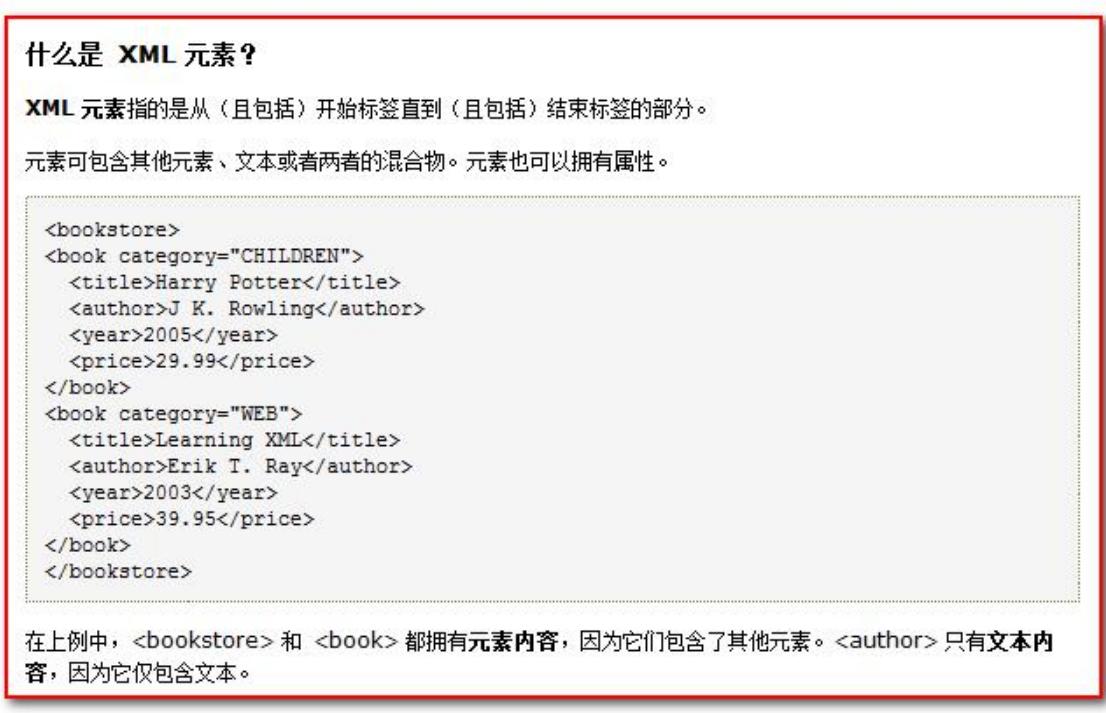 什么是 XML 元素？
XML 元素指的是从（且包括）开始标签直到（且包括）结束标签的部分。
元素可包含其他元素、文本或者两者的混合物。元素也可以拥有属性。
<bookstore>
<book category="CHILDREN">
  <title>Harry Potter</title>
  <author>J K. Rowling</author>
  <year>2005</year>
  <price>29.99</price>
</book>
<book category="WEB">
  <title>Learning XML</title>
  <author>Erik T. Ray</author>
  <year>2003</year>
  <price>39.95</price>
</book>
</bookstore>
在上例中，<bookstore> 和 <book> 都拥有元素内容，因为它们包含了其他元素。<author> 只有文本内
容，因为它仅包含文本。